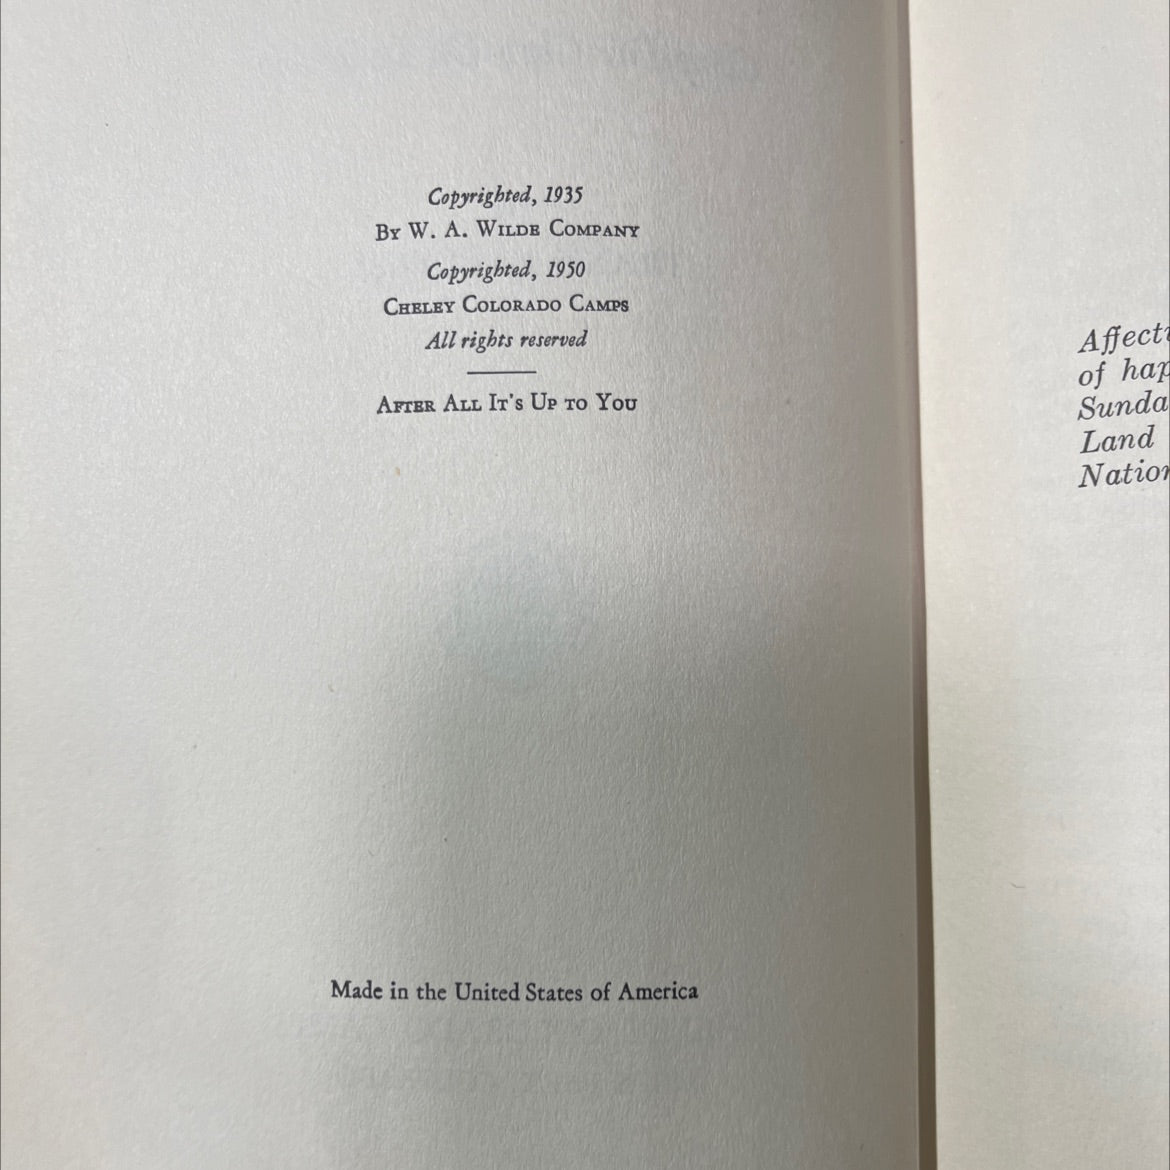 Copyrighted, 1935
By W. A. Wilde Company
Copyrighted, 1950
Cheley Colorado Camps
All rights reserved
After All It's Up to You
Made in the United States of America
of
Land